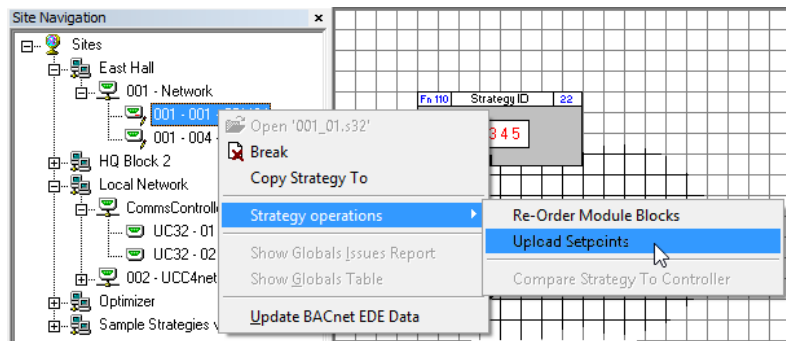 Site Navigation
Sites
East Hall
001 - Network
001 - 001 -
001 - 004 -
HQ Block 2
Local Network
CommsControlle
UC32 - 01
UC32 - 02
002 - UCC4net
Optimizer
Sample Strategies v
Fn 110 Strategy ID 22
345
Open '001_01.s32'
Break
Copy Strategy To
Strategy operations
Show Globals Issues Report
Show Globals Table
Update BACnet EDE Data
Re-Order Module Blocks
Upload Setpoints
Compare Strategy To Controller